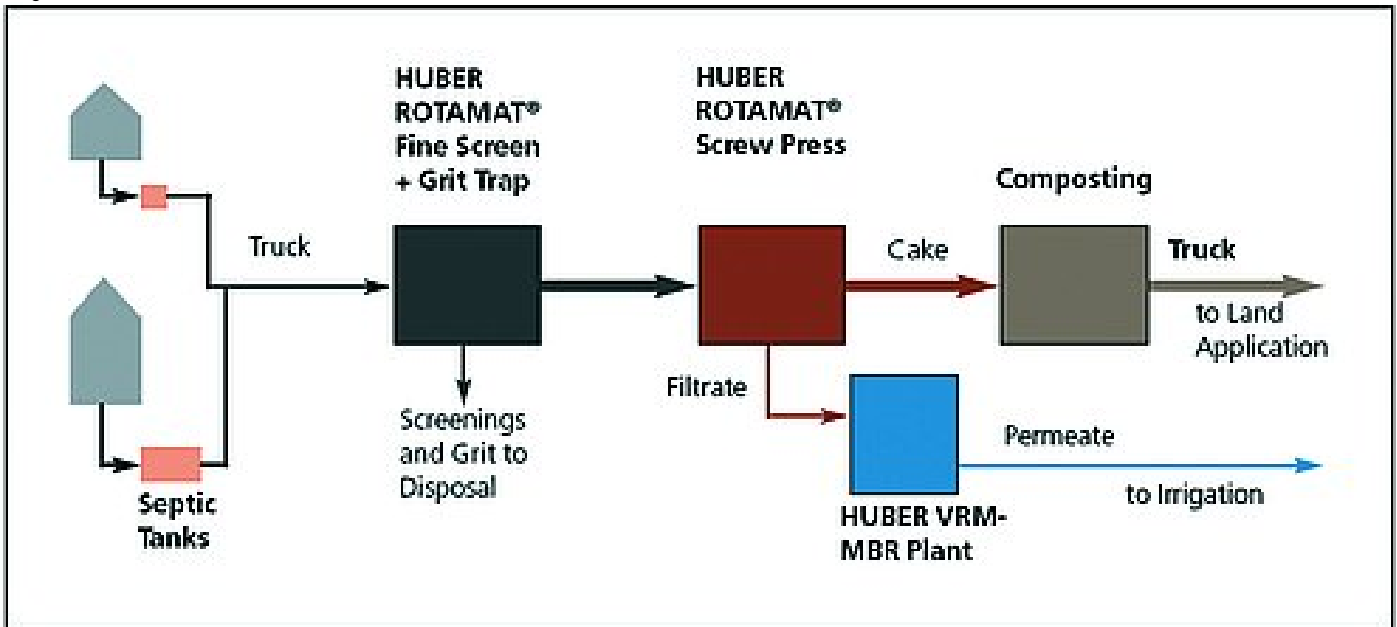 HUBER
ROTAMAT®
Fine Screen
+ Grit Trap
HUBER
ROTAMAT®
Screw Press
Composting
Truck
Cake
Truck
to Land
Application
Filtrate
Screenings
and Grit to
Disposal
Permeate
to Irrigation
Septic
Tanks
HUBER VRM-
MBR Plant